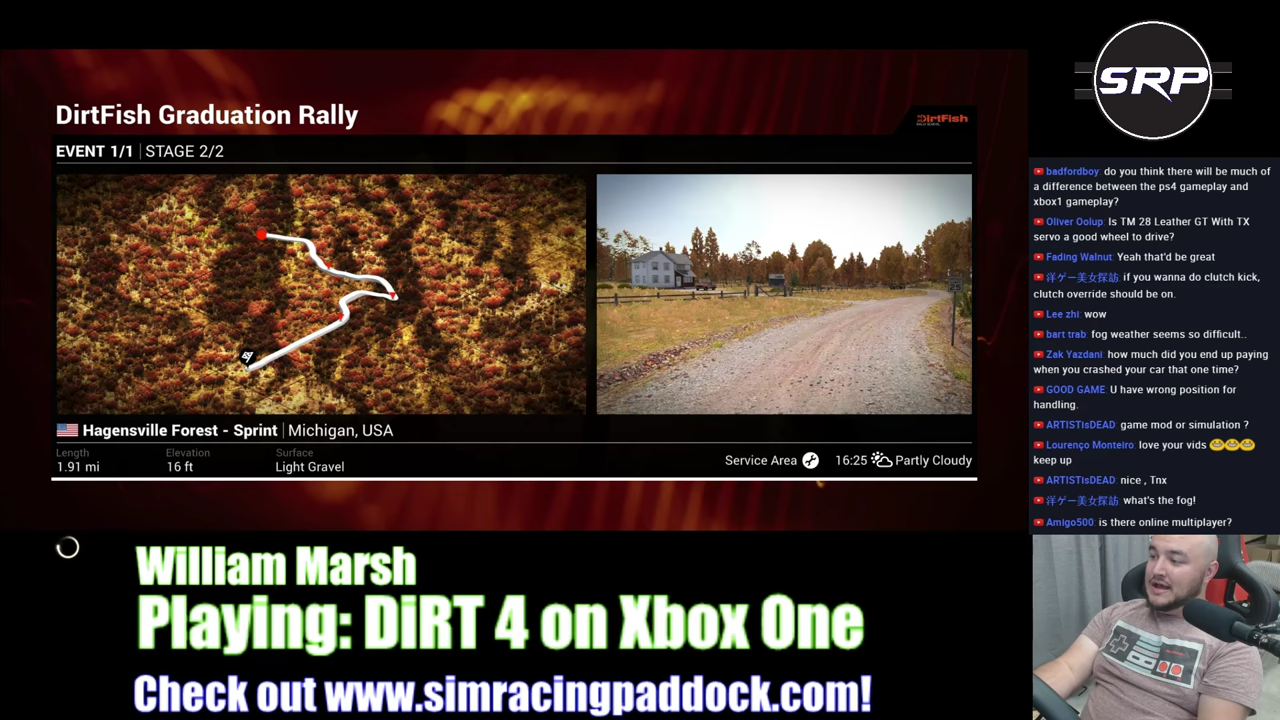 DirtFish Graduation Rally
DirtFish
EVENT 1/1 | STAGE 2/2
Hagensville Forest - Sprint | Michigan, USA
Length
1.91 mi
Elevation
16 ft
Surface
Light Gravel
Service Area
16:25 Partly Cloudy
William Marsh
Playing: DiRT 4 on Xbox One
Check out www.simracingpaddock.com!
SRP
badfordboy do you think there will be much of
a difference between the ps4 gameplay and
xbox1 gameplay?
Oliver Oolup: Is TM 28 Leather GT With TX
servo a good wheel to drive?
Fading Walnut: Yeah that'd be great
洋ゲー美女探訪: if you wanna do clutch kick,
clutch override should be on.
Lee zhi: wow
bart trab: fog weather seems so difficult..
Zak Yazdani: how much did you end up paying
when you crashed your car that one time?
GOOD GAME: U have wrong position for
handling.
ARTISTisDEAD: game mod or simulation ?
Lourenço Monteiro: love your vids 😂😂😂
keep up
ARTISTisDEAD: nice , Tnx
洋ゲー美女探訪: what's the fog!
Amigo500: is there online multiplayer?